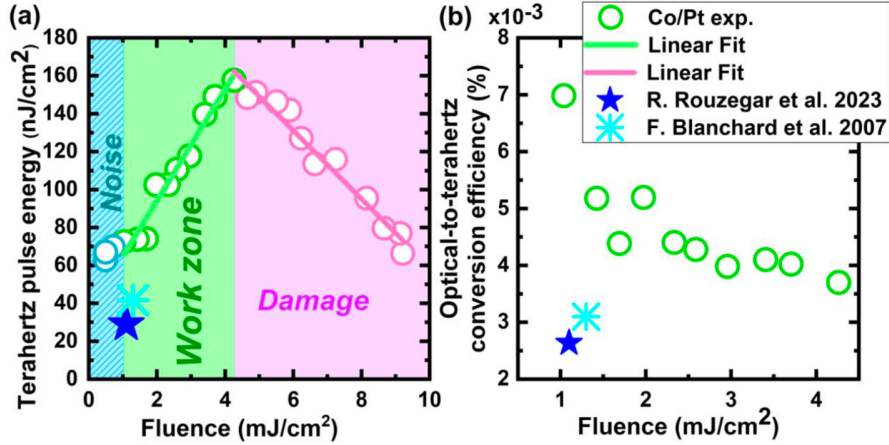 (a)
180
160
140
120
100
80
60
40
20
0
Terahertz pulse energy (nJ/cm²)
Noise
Work zone
Damage
0 2 4 6 8 10
Fluence (mJ/cm²)
(b)
x10⁻³
8
7
6
5
4
3
2
Optical-to-terahertz
conversion efficiency (%)
Co/Pt exp.
Linear Fit
Linear Fit
R. Rouzegar et al. 2023
F. Blanchard et al. 2007
1 2 3 4
Fluence (mJ/cm²)